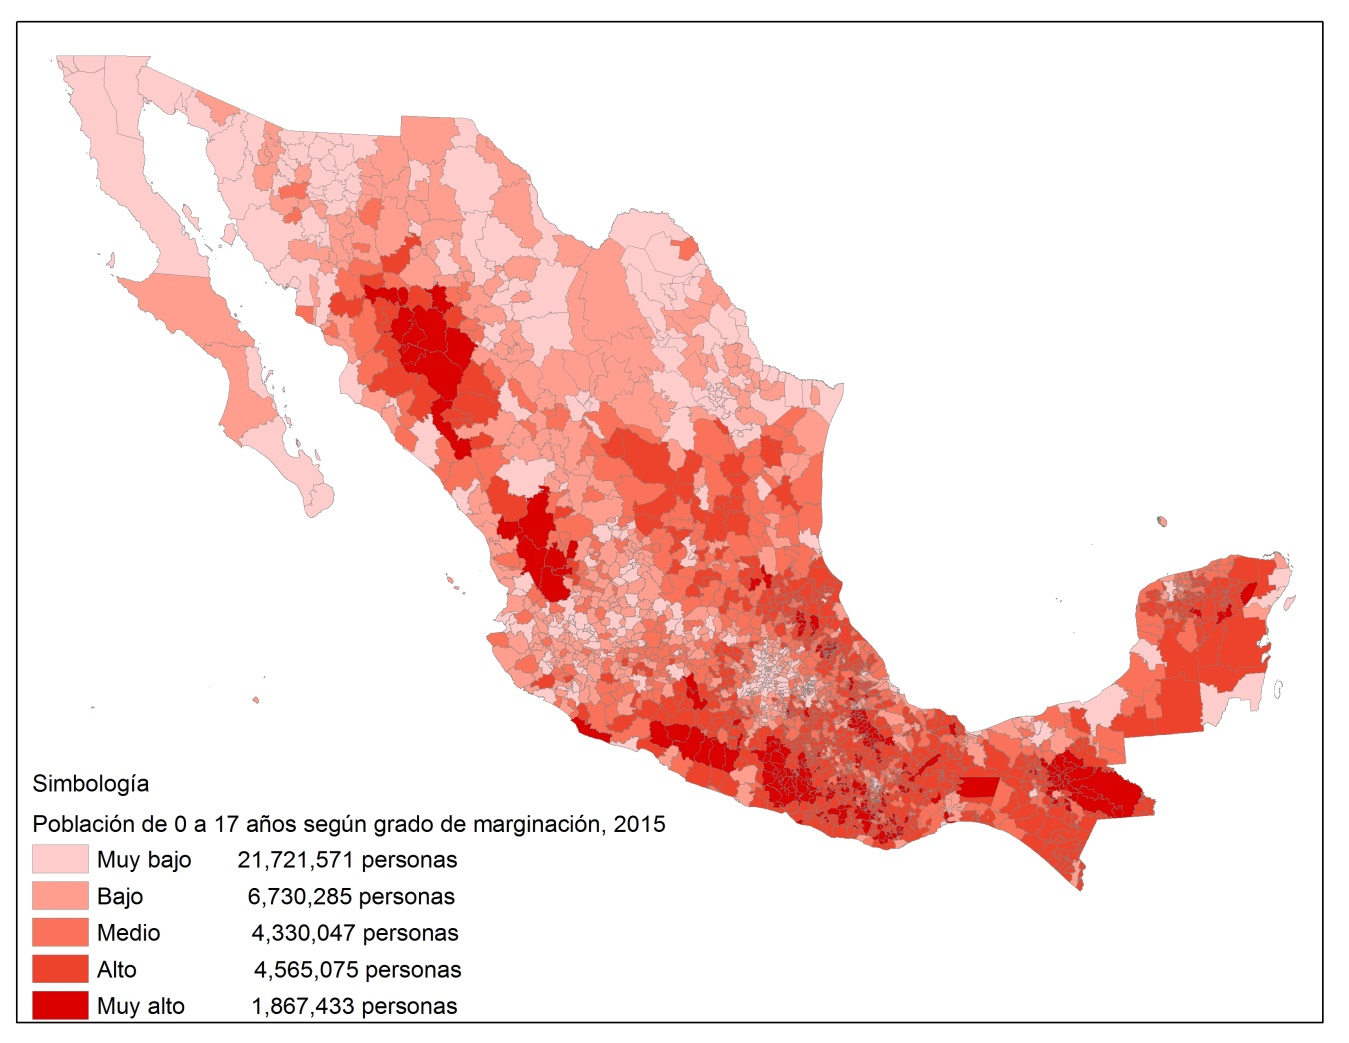 Simbología
Población de 0 a 17 años según grado de marginación, 2015
Muy bajo 21,721,571 personas
Bajo 6,730,285 personas
Medio 4,330,047 personas
Alto 4,565,075 personas
Muy alto 1,867,433 personas